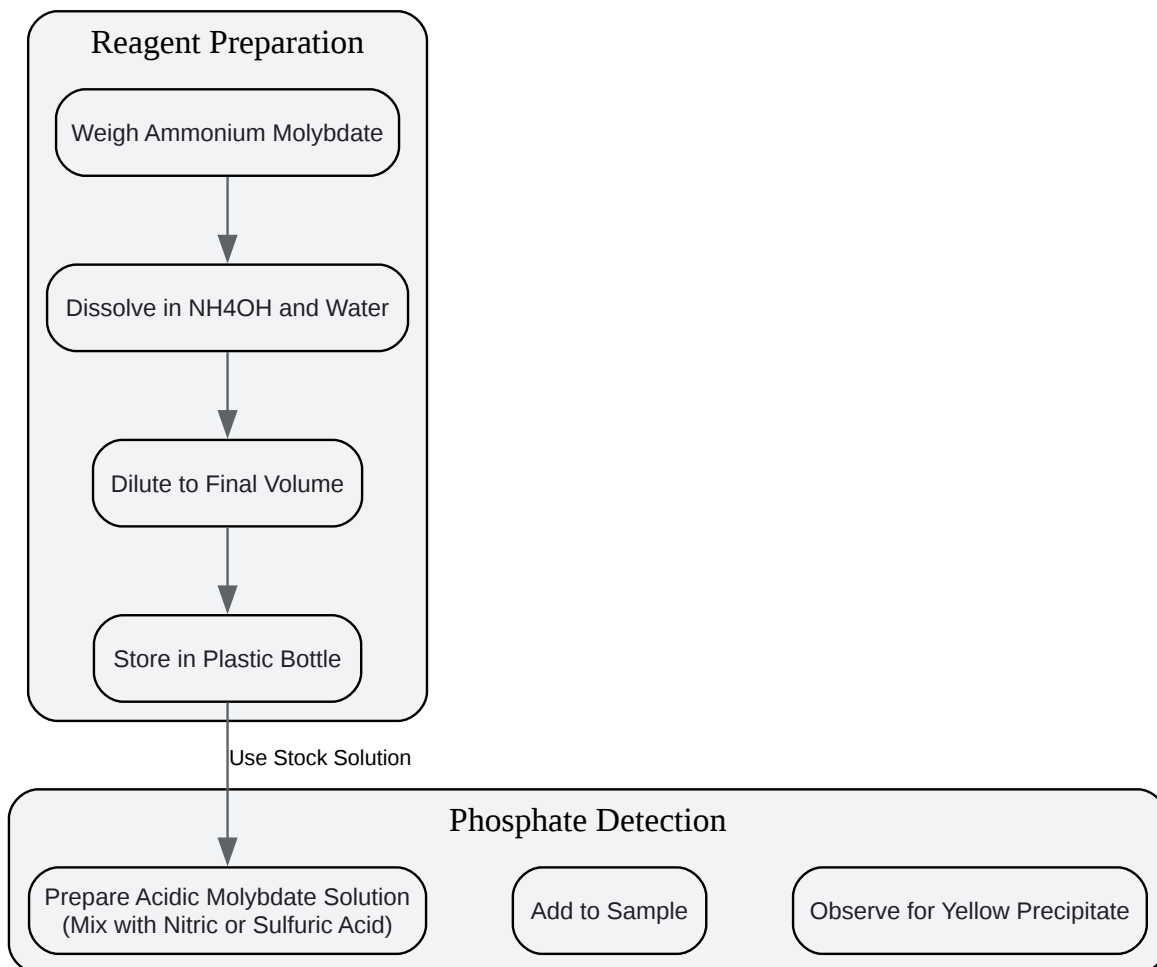 Reagent Preparation
Weigh Ammonium Molybdate
Dissolve in NH4OH and Water
Dilute to Final Volume
Store in Plastic Bottle
Use Stock Solution
Phosphate Detection
Prepare Acidic Molybdate Solution
(Mix with Nitric or Sulfuric Acid)
Add to Sample
Observe for Yellow Precipitate